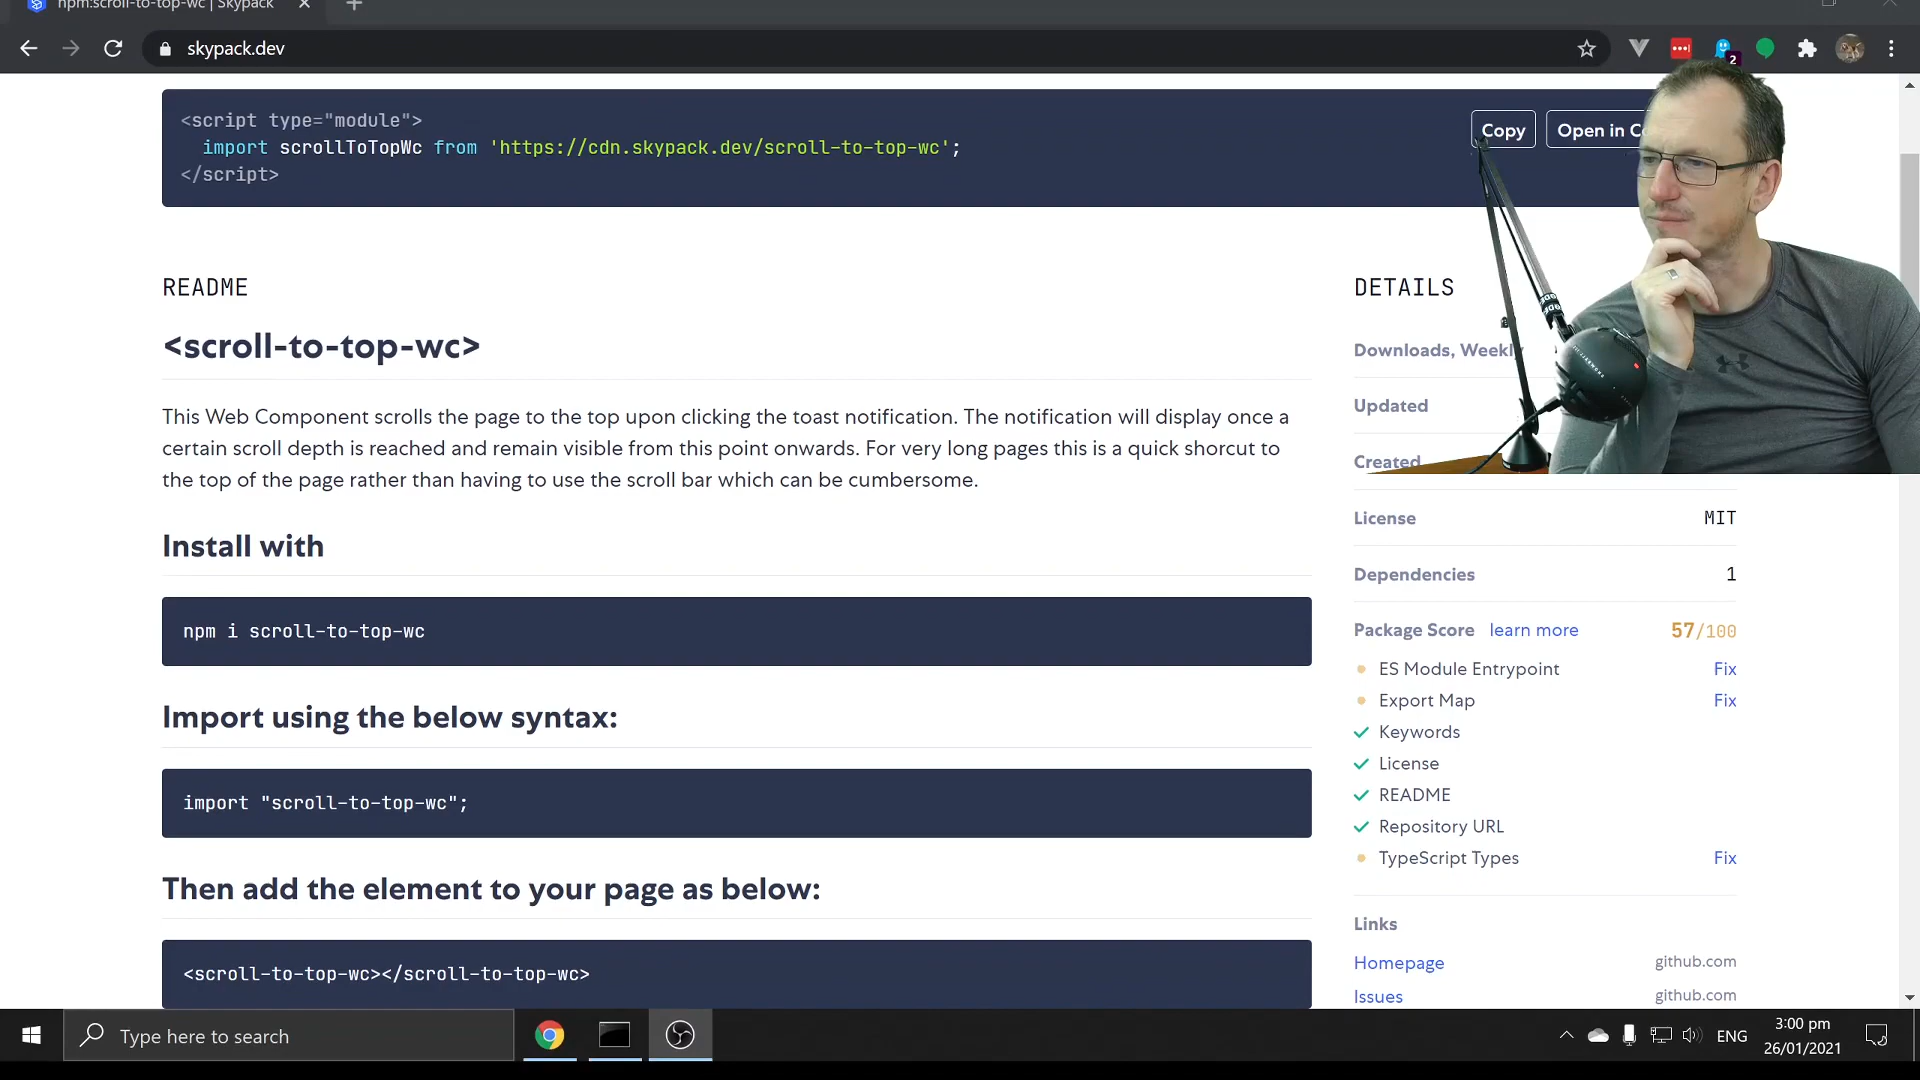 npm:scroll-to-top-wc | Skypack
skypack.dev
2
<script type="module">
import scrollToTopWc from 'https://cdn.skypack.dev/scroll-to-top-wc';
</script>
Copy
Open in
README
<scroll-to-top-wc>
This Web Component scrolls the page to the top upon clicking the toast notification. The notification will display once a
certain scroll depth is reached and remain visible from this point onwards. For very long pages this is a quick shorcut to
the top of the page rather than having to use the scroll bar which can be cumbersome.
Install with
npm i scroll-to-top-wc
Import using the below syntax:
import "scroll-to-top-wc";
Then add the element to your page as below:
<scroll-to-top-wc></scroll-to-top-wc>
DETAILS
Downloads, Weekly
Updated
Created
License MIT
Dependencies 1
Package Score learn more 57/100
ES Module Entrypoint Fix
Export Map Fix
Keywords
License
README
Repository URL
TypeScript Types Fix
Links
Homepage github.com
Issues github.com
Type here to search
ENG
3:00 pm
26/01/2021